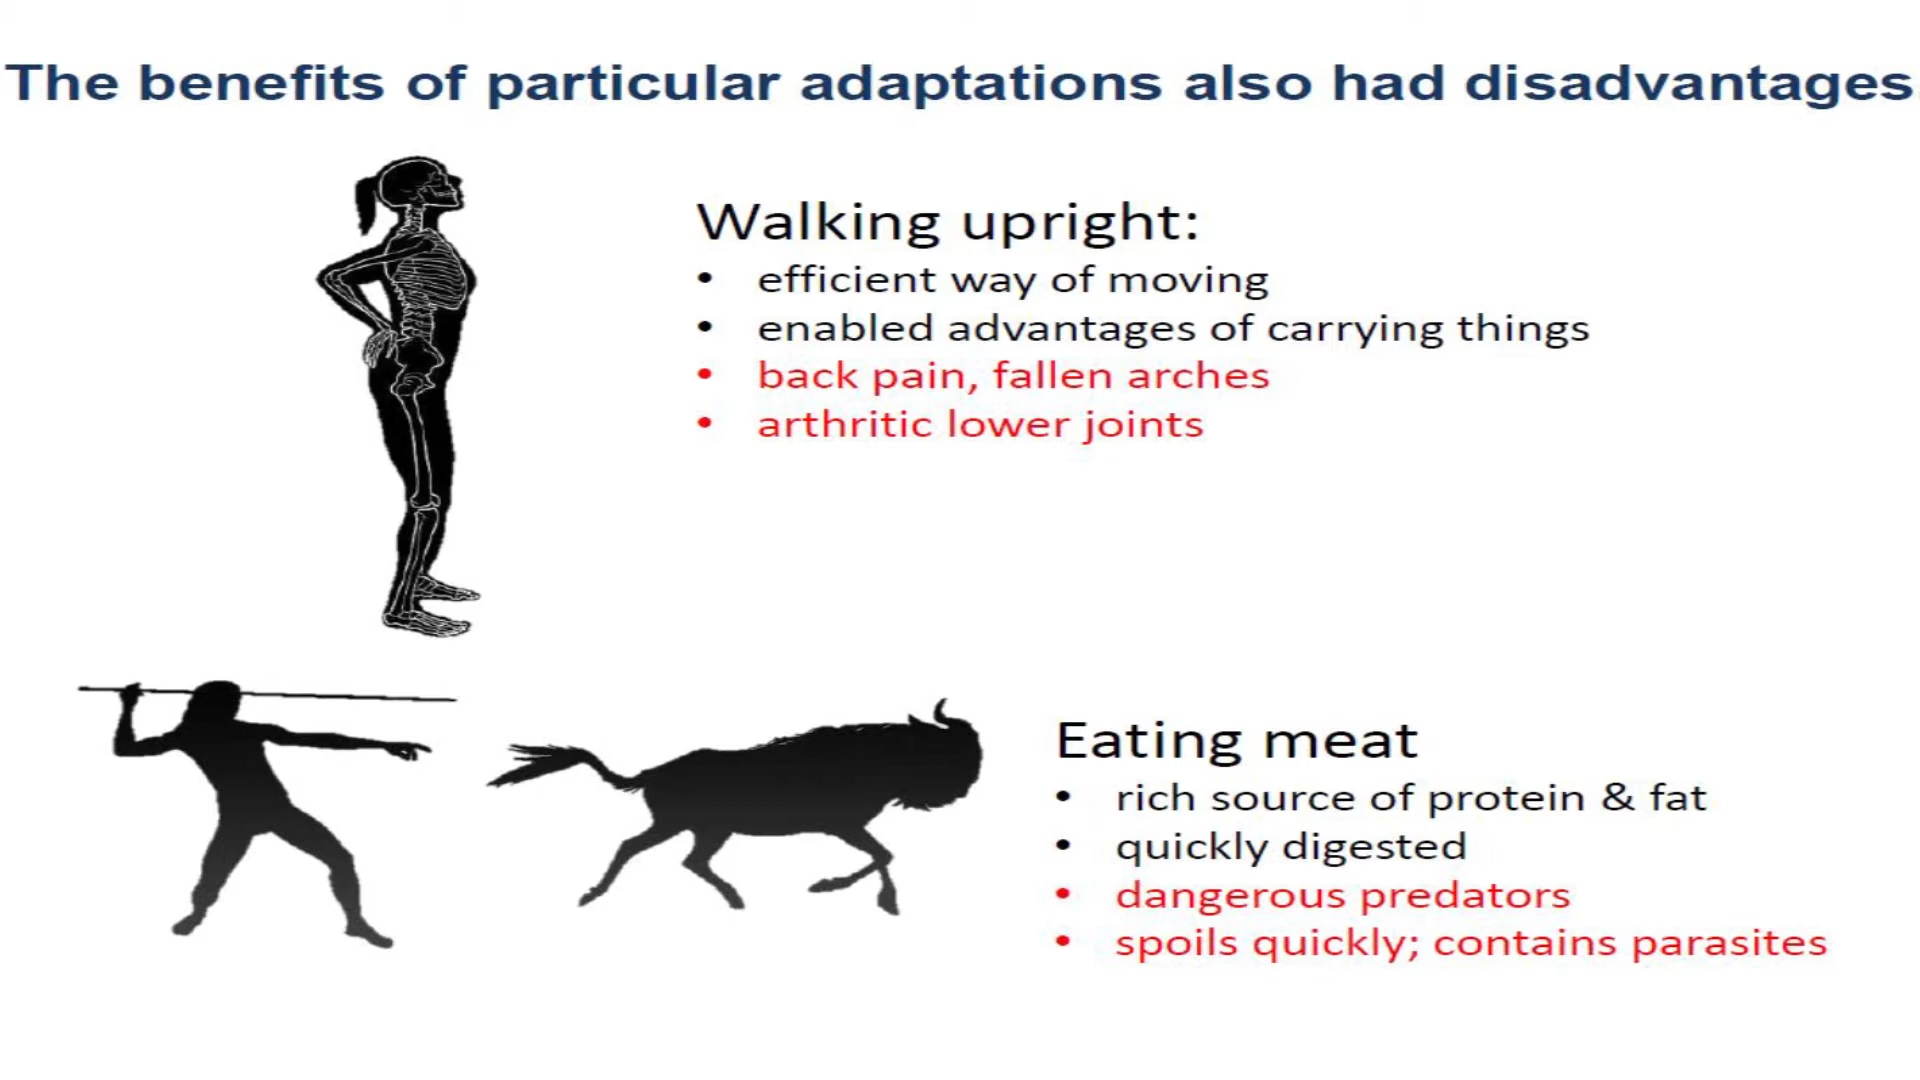 The benefits of particular adaptations also had disadvantages.
Walking upright:
• efficient way of moving
• enabled advantages of carrying things
• back pain, fallen arches
• arthritic lower joints
Eating meat
• rich source of protein & fat
• quickly digested
• dangerous predators
• spoils quickly; contains parasites